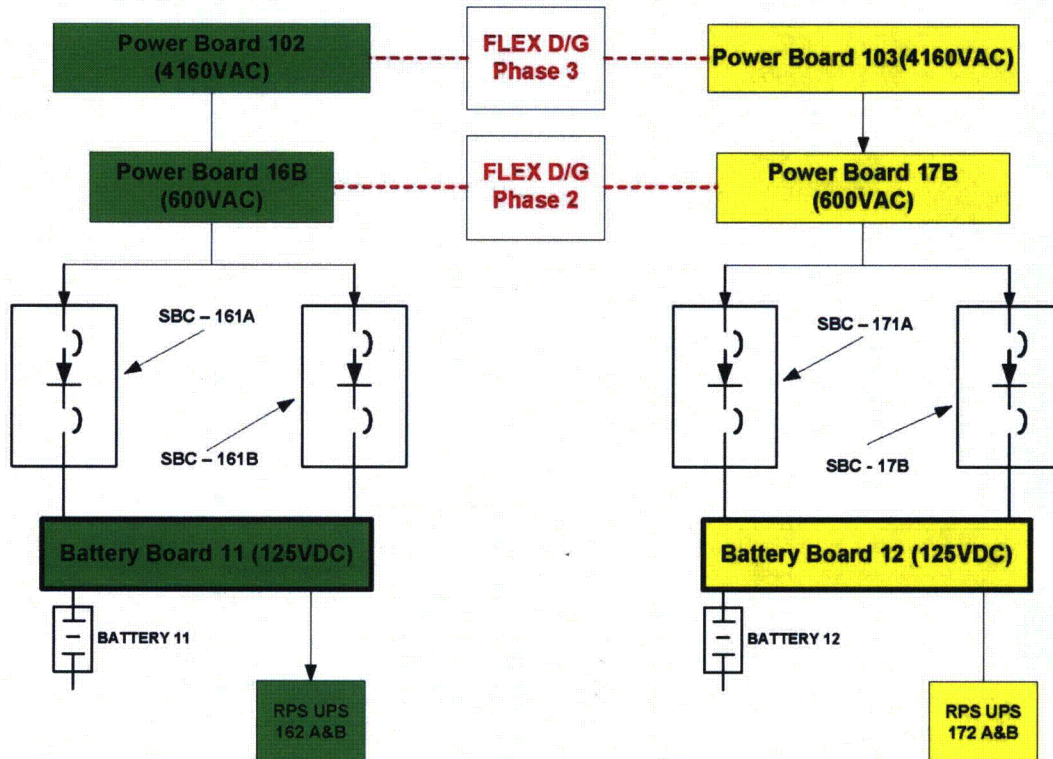 Power Board 102
(4160VAC)
FLEX D/G
Phase 3
Power Board 103(4160VAC)
Power Board 16B
(600VAC)
FLEX D/G
Phase 2
Power Board 17B
(600VAC)
SBC – 161A
SBC – 171A
SBC – 161B
SBC - 17B
Battery Board 11 (125VDC)
Battery Board 12 (125VDC)
BATTERY 11
BATTERY 12
RPS UPS
162 A&B
RPS UPS
172 A&B